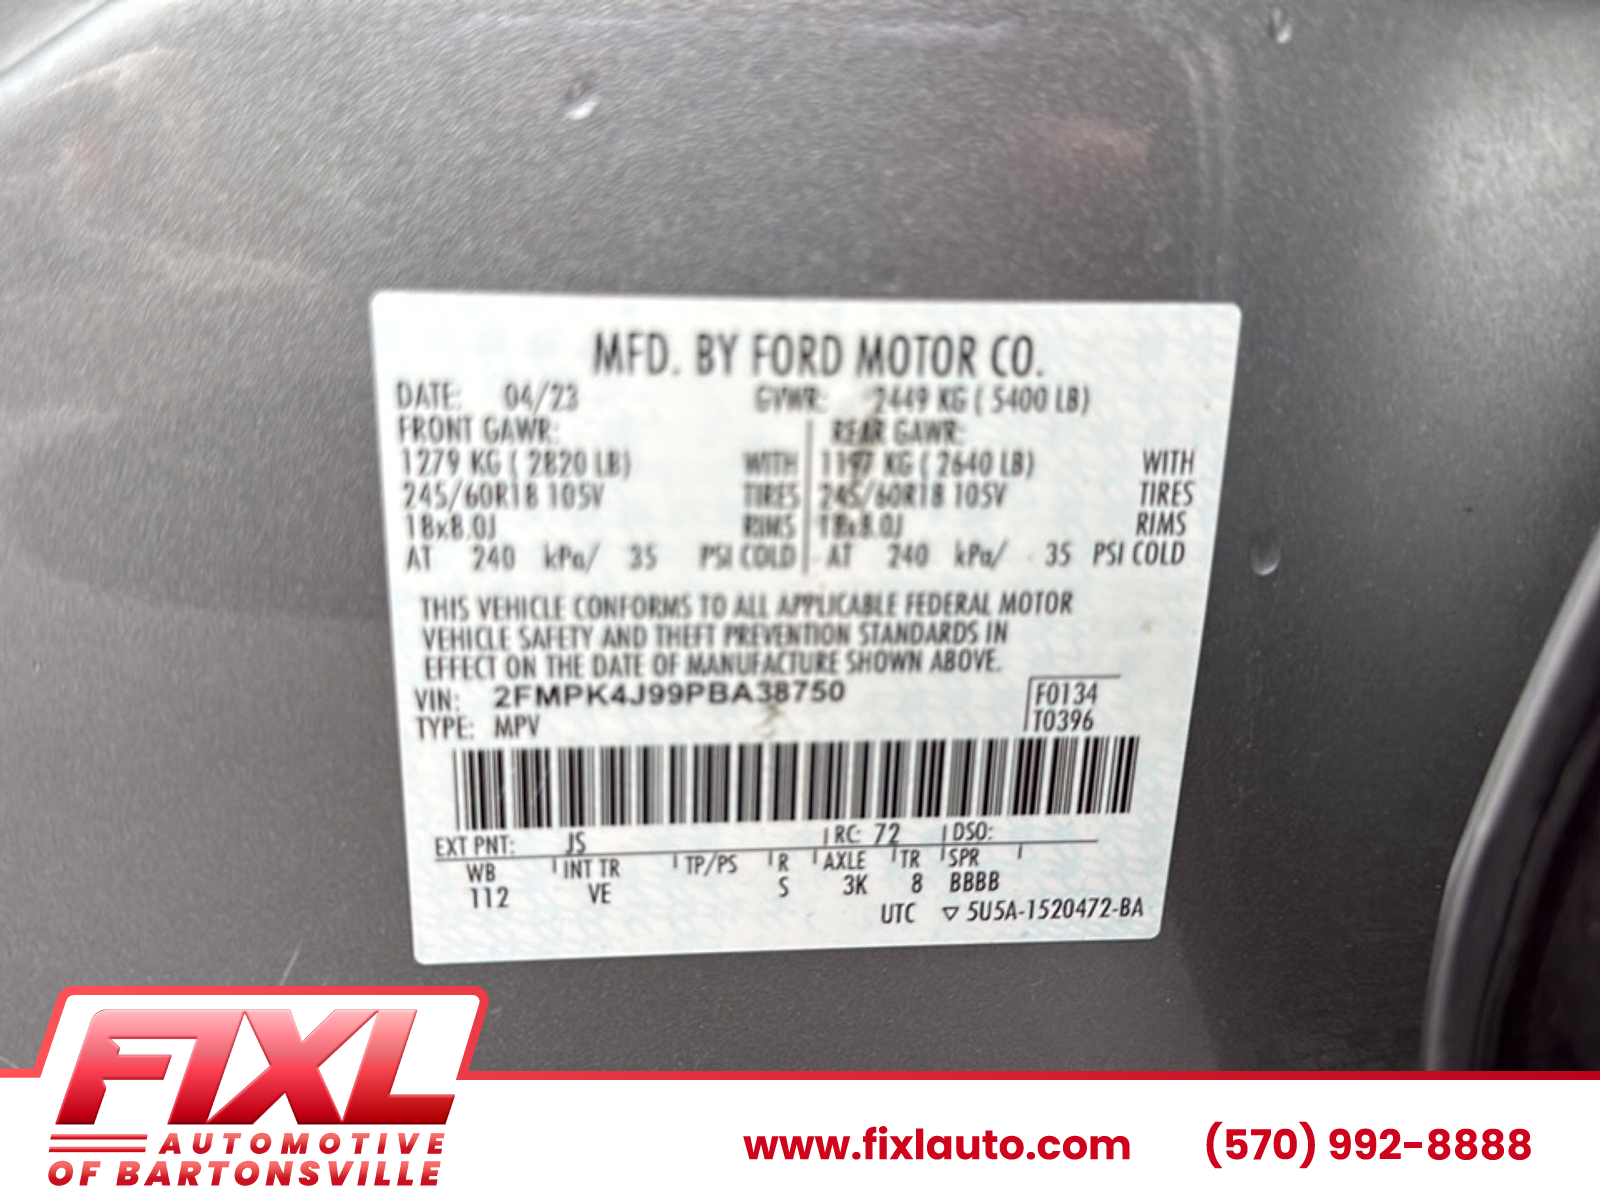 MFD. BY FORD MOTOR CO.
DATE: 04/23 GVWR: 2449 KG ( 5400 LB)
FRONT GAWR: REAR GAWR:
1279 KG ( 2820 LB) WITH 1197 KG ( 2640 LB) WITH
245/60R18 105V TIRES 245/60R18 105V TIRES
18x8.0J RIMS 18x8.0J RIMS
AT 240 kPa/ 35 PSI COLD AT 240 kPa/ 35 PSI COLD
THIS VEHICLE CONFORMS TO ALL APPLICABLE FEDERAL MOTOR
VEHICLE SAFETY AND THEFT PREVENTION STANDARDS IN
EFFECT ON THE DATE OF MANUFACTURE SHOWN ABOVE.
VIN: 2FMPK4J99PBA38750 F0134
TYPE: MPV T0396
EXT PNT: JS RC: 72 DSO:
WB INT TR TP/PS R AXLE TR SPR
112 VE S 3K 8 BBBB
UTC ▽ 5U5A-1520472-BA
FIXL
AUTOMOTIVE
OF BARTONSVILLE
www.fixlauto.com (570) 992-8888